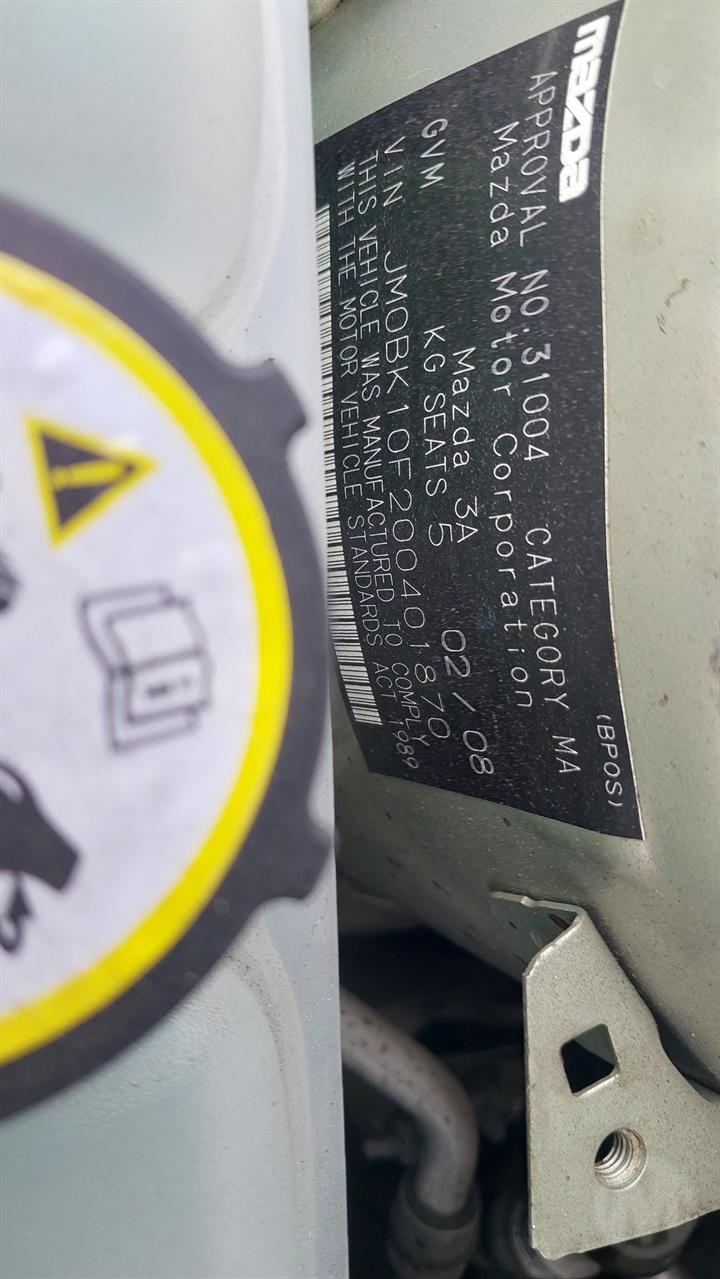 mazda
(BPOS)
APPROVAL NO:31004 CATEGORY MA
Mazda Motor Corporation
Mazda 3A 02/08
GVM KG SEATS 5
VIN JMOBK10F200401870
THIS VEHICLE WAS MANUFACTURED TO COMPLY
WITH THE MOTOR VEHICLE STANDARDS ACT 1989